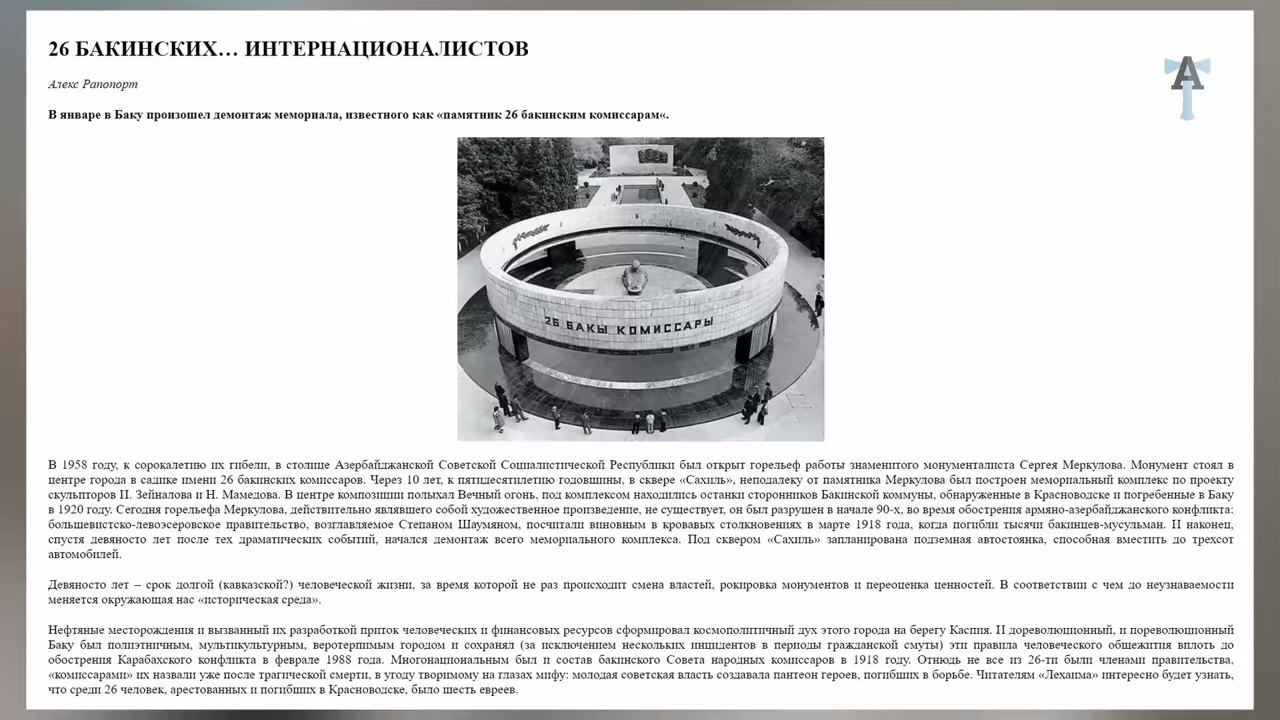 26 БАКИНСКИХ… ИНТЕРНАЦИОНАЛИСТОВ
Алекс Рапопорт
В январе в Баку произошел демонтаж мемориала, известного как «памятник 26 бакинским комиссарам«.
26 БАКЫ КОМИССАРЫ
В 1958 году, к сорокалетию их гибели, в столице Азербайджанской Советской Социалистической Республики был открыт горельеф работы знаменитого монументалиста Сергея Меркулова. Монумент стоял в
центре города в садике имени 26 бакинских комиссаров. Через 10 лет, к пятидесятилетию годовщины, в сквере «Сахиль», неподалеку от памятника Меркулова был построен мемориальный комплекс по проекту
скульпторов И. Зейналова и Н. Мамедова. В центре композиции полыхал Вечный огонь, под комплексом находились останки сторонников Бакинской коммуны, обнаруженные в Красноводске и погребенные в Баку
в 1920 году. Сегодня горельефа Меркулова, действительно являвшего собой художественное произведение, не существует, он был разрушен в начале 90-х, во время обострения армяно-азербайджанского конфликта:
большевистско-левоэсеровское правительство, возглавляемое Степаном Шаумяном, посчитали виновным в кровавых столкновениях в марте 1918 года, когда погибли тысячи бакинцев-мусульман. И наконец,
спустя девяносто лет после тех драматических событий, начался демонтаж всего мемориального комплекса. Под сквером «Сахиль» запланирована подземная автостоянка, способная вместить до трехсот
автомобилей.
Девяносто лет – срок долгой (кавказской?) человеческой жизни, за время которой не раз происходит смена властей, рокировка монументов и переоценка ценностей. В соответствии с чем до неузнаваемости
меняется окружающая нас «историческая среда».
Нефтяные месторождения и вызванный их разработкой приток человеческих и финансовых ресурсов сформировал космополитичный дух этого города на берегу Каспия. И дореволюционный, и пореволюционный
Баку был полиэтничным, мультикультурным, веротерпимым городом и сохранял (за исключением нескольких инцидентов в периоды гражданской смуты) эти правила человеческого общежития вплоть до
обострения Карабахского конфликта в феврале 1988 года. Многонациональным был и состав бакинского Совета народных комиссаров в 1918 году. Отнюдь не все из 26-ти были членами правительства,
«комиссарами» их назвали уже после трагической смерти, в угоду творимому на глазах мифу: молодая советская власть создавала пантеон героев, погибших в борьбе. Читателям «Лехаима» интересно будет узнать,
что среди 26 человек, арестованных и погибших в Красноводске, было шесть евреев.